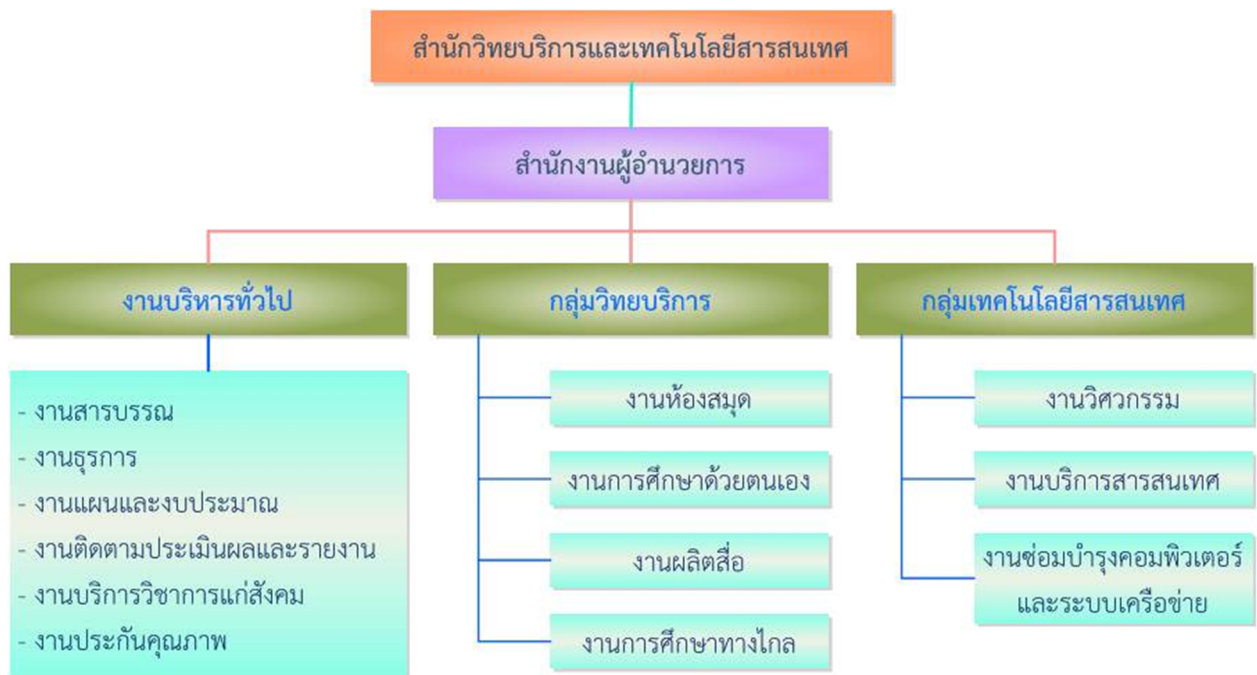 สำนักวิทยบริการและเทคโนโลยีสารสนเทศ
สำนักงานผู้อำนวยการ
งานบริหารทั่วไป
- งานสารบรรณ
- งานธุรการ
- งานแผนและงบประมาณ
- งานติดตามประเมินผลและรายงาน
- งานบริการวิชาการแก่สังคม
- งานประกันคุณภาพ
กลุ่มวิทยบริการ
งานห้องสมุด
งานการศึกษาด้วยตนเอง
งานผลิตสื่อ
งานการศึกษาทางไกล
กลุ่มเทคโนโลยีสารสนเทศ
งานวิศวกรรม
งานบริการสารสนเทศ
งานซ่อมบำรุงคอมพิวเตอร์
และระบบเครือข่าย